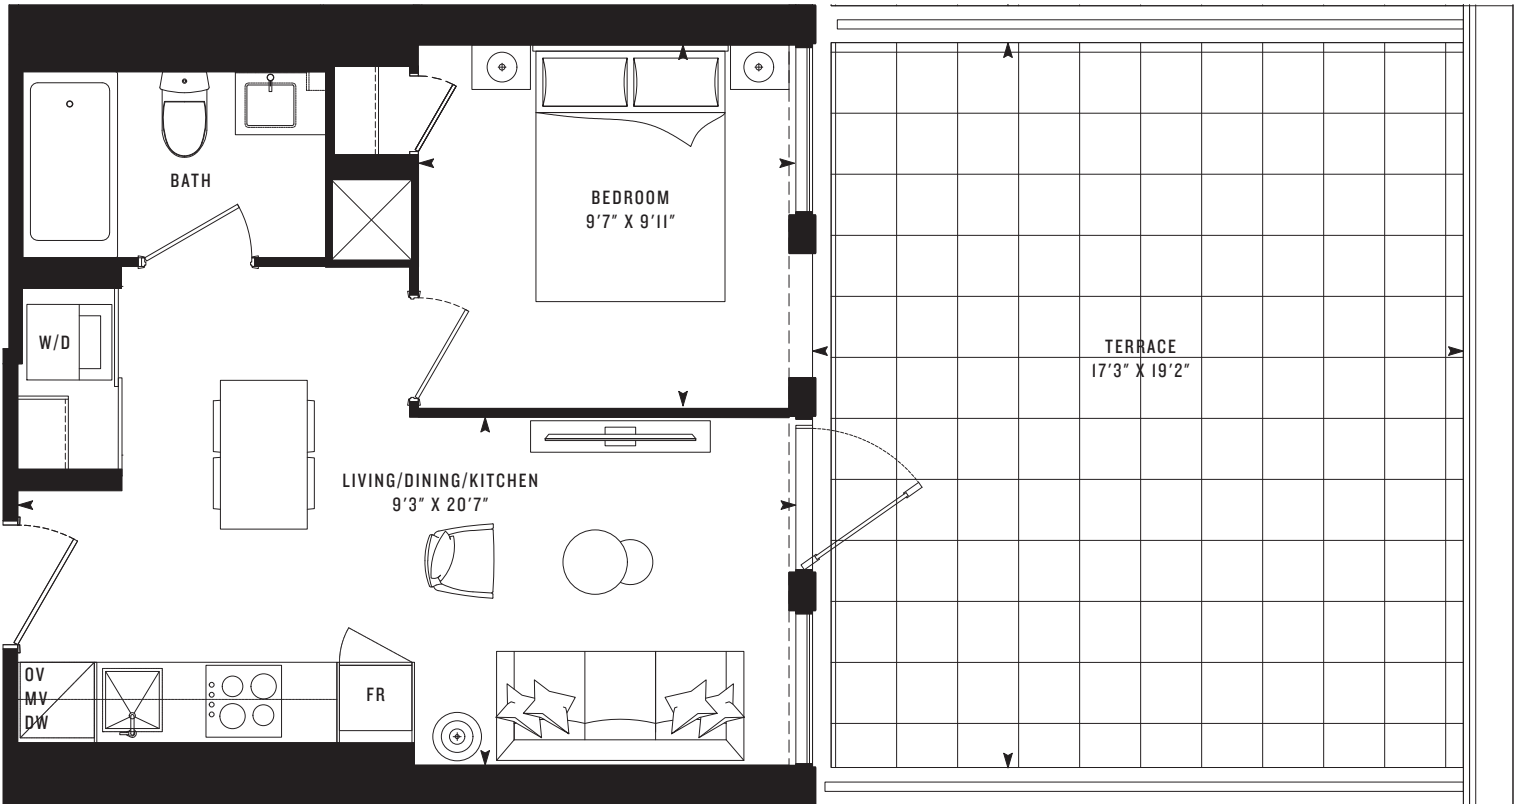 BATH
BEDROOM
9'7" X 9'11"
W/D
TERRACE
17'3" X 19'2"
LIVING/DINING/KITCHEN
9'3" X 20'7"
OV
MV
DW
FR